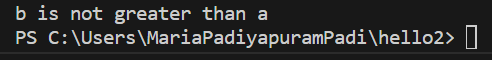 b is not greater than a
PS C:\Users\MariaPadiyapuramPadi\hello2>